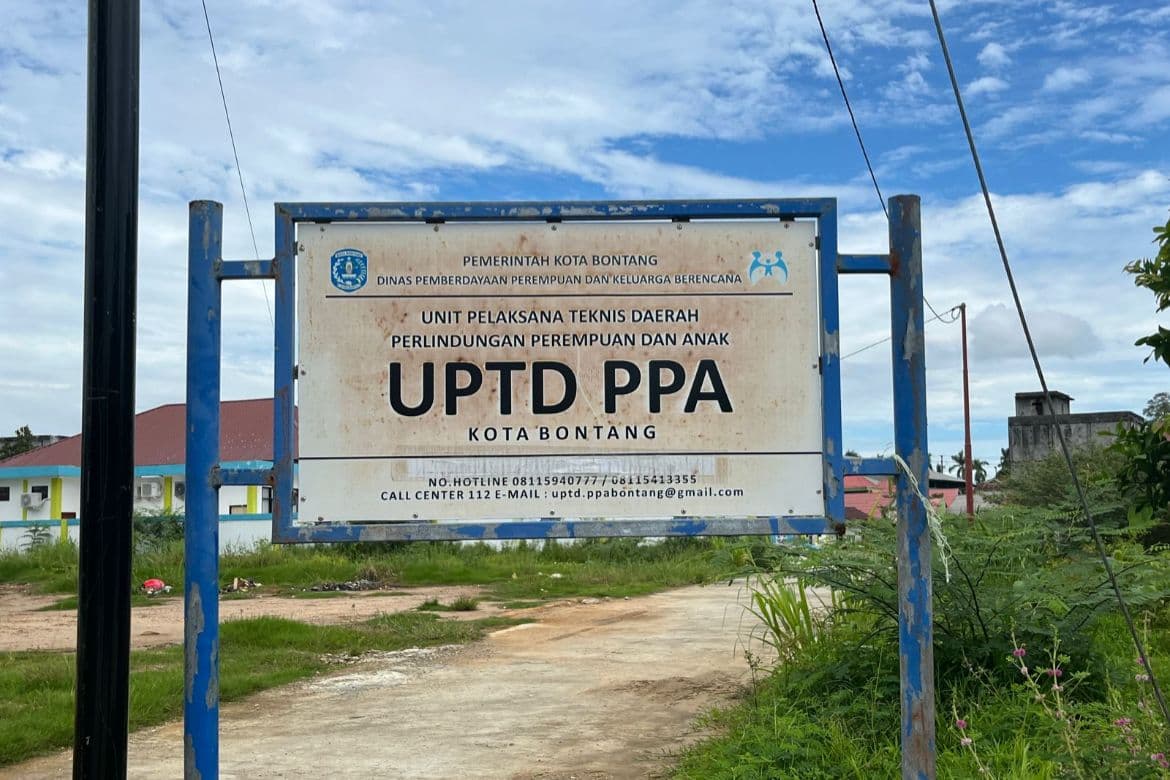 PEMERINTAH KOTA BONTANG
DINAS PEMBERDAYAAN PEREMPUAN DAN KELUARGA BERENCANA
UNIT PELAKSANA TEKNIS DAERAH
PERLINDUNGAN PEREMPUAN DAN ANAK
UPTD PPA
KOTA BONTANG
NO.HOTLINE 08115940777 / 08115413355
CALL CENTER 112 E-MAIL : uptd.ppabontang@gmail.com